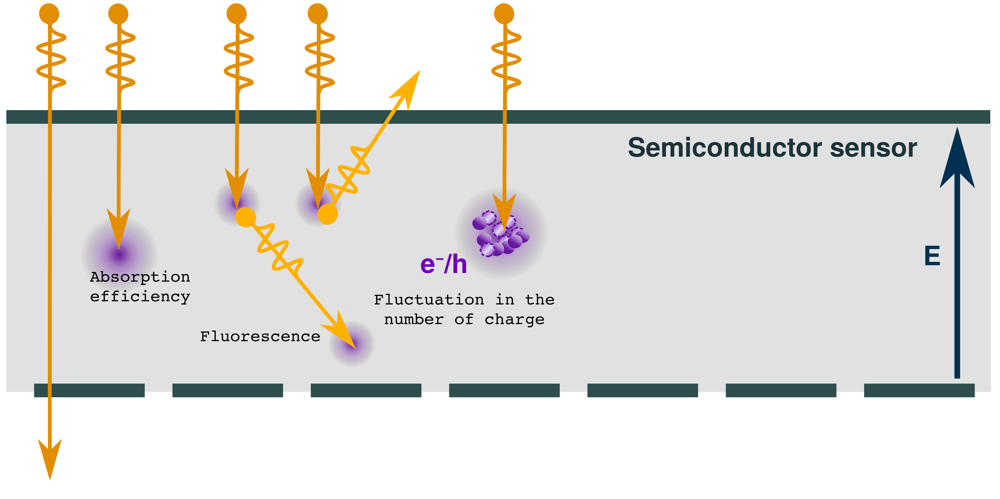 Semiconductor sensor
E
Absorption
efficiency
e⁻/h
Fluctuation in the
number of charge
Fluorescence